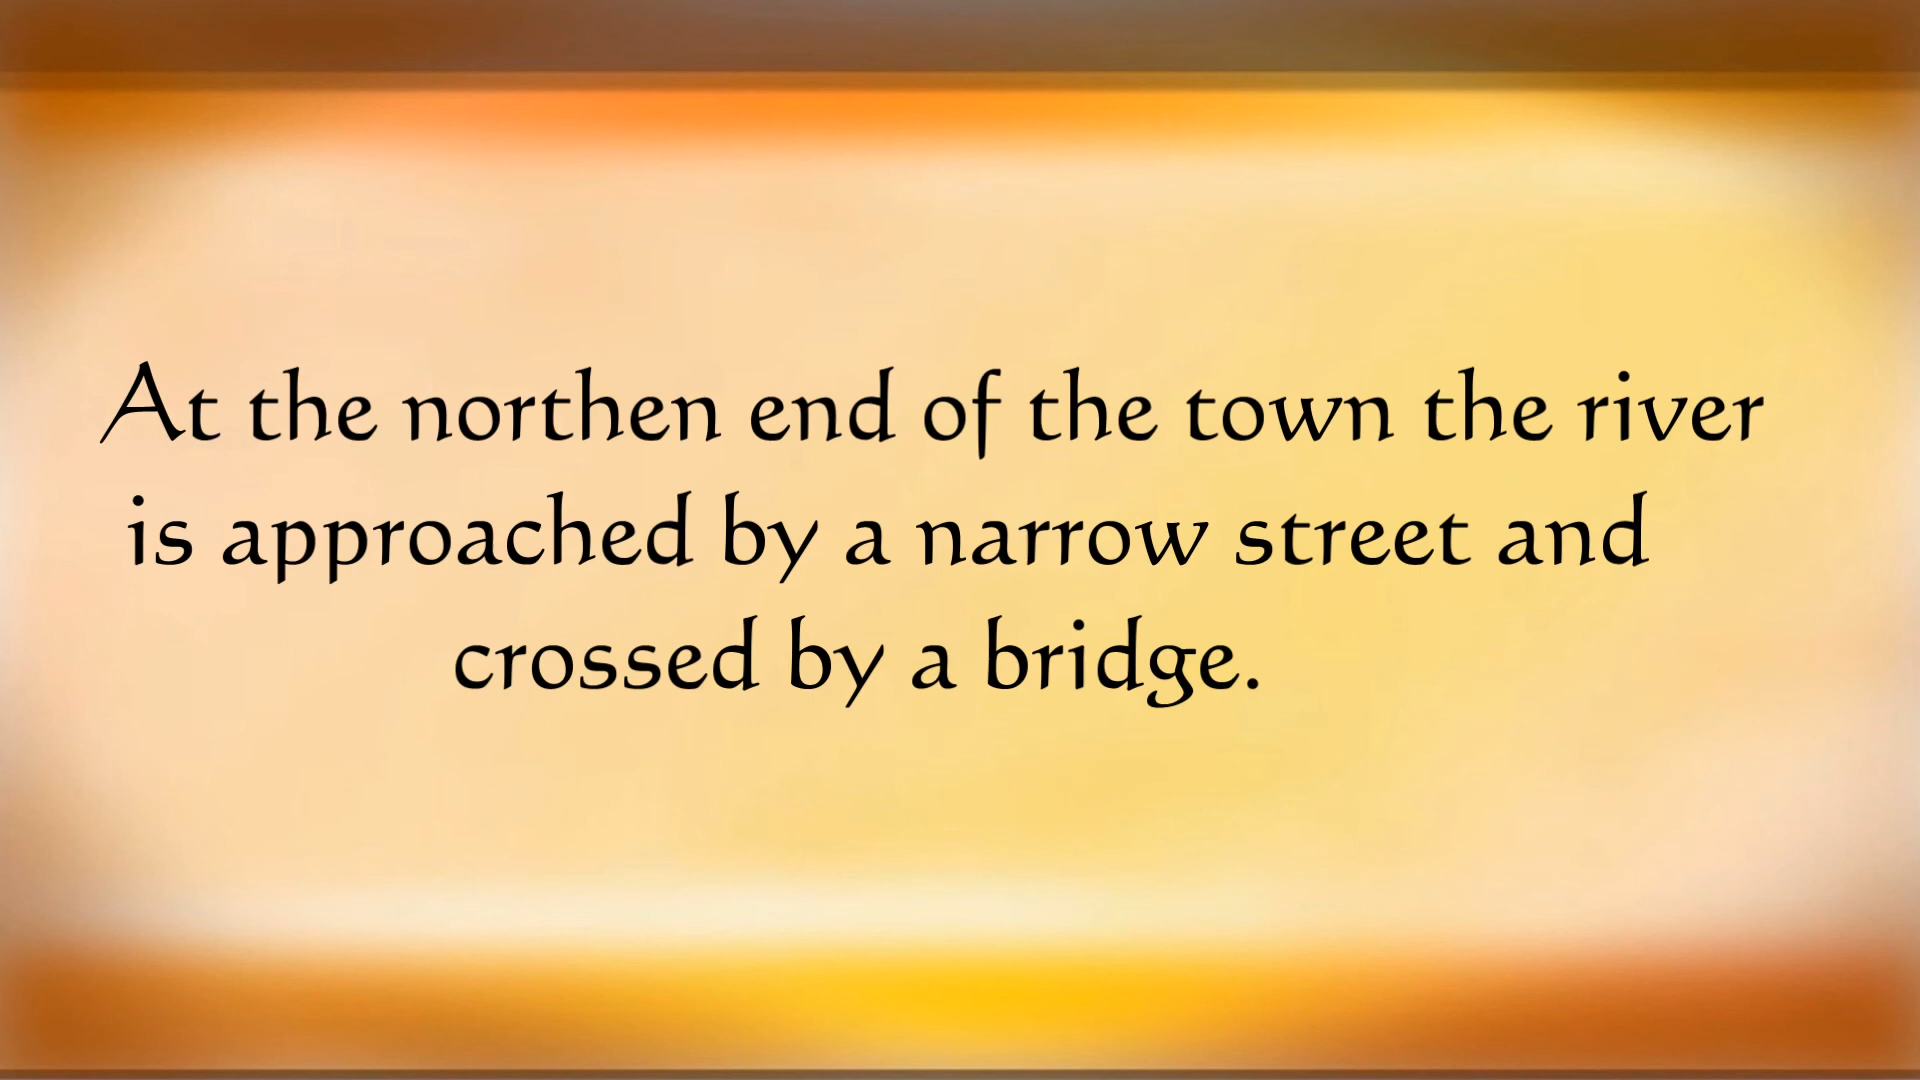 At the northen end of the town the river
is approached by a narrow street and
crossed by a bridge.